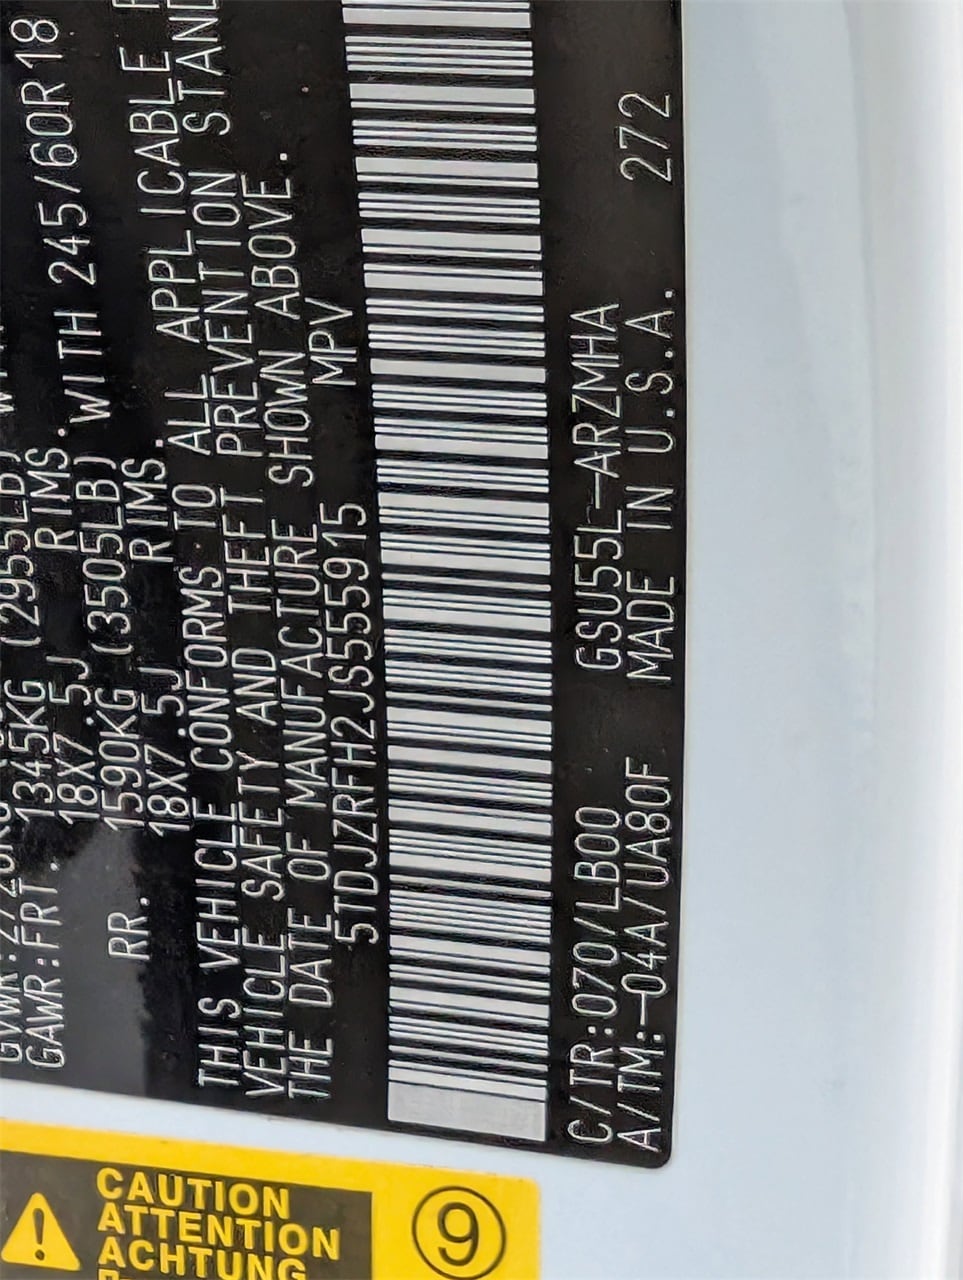 GAWR:FRT. 1345KG (2955LB)
18X7.5J RIMS. WITH 245/60R18
RR. 1590KG (3505LB)
18X7.5J RIMS.
THIS VEHICLE CONFORMS TO ALL APPLICABLE
VEHICLE SAFETY AND THEFT PREVENTION
THE DATE OF MANUFACTURE SHOWN ABOVE.
5TDJZRFH2JS555915 MPV
C/TR:070/LB00 GSU55L-ARZMHA
A/TM:-04A/UA80F MADE IN U.S.A. 272
CAUTION
ATTENTION
ACHTUNG
9